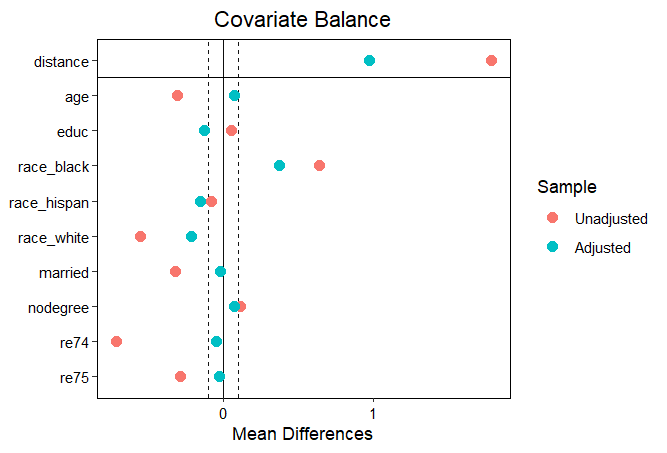 Covariate Balance
distance
age
educ
race_black
race_hispan
race_white
married
nodegree
re74
re75
0 1
Mean Differences
Sample
Unadjusted
Adjusted